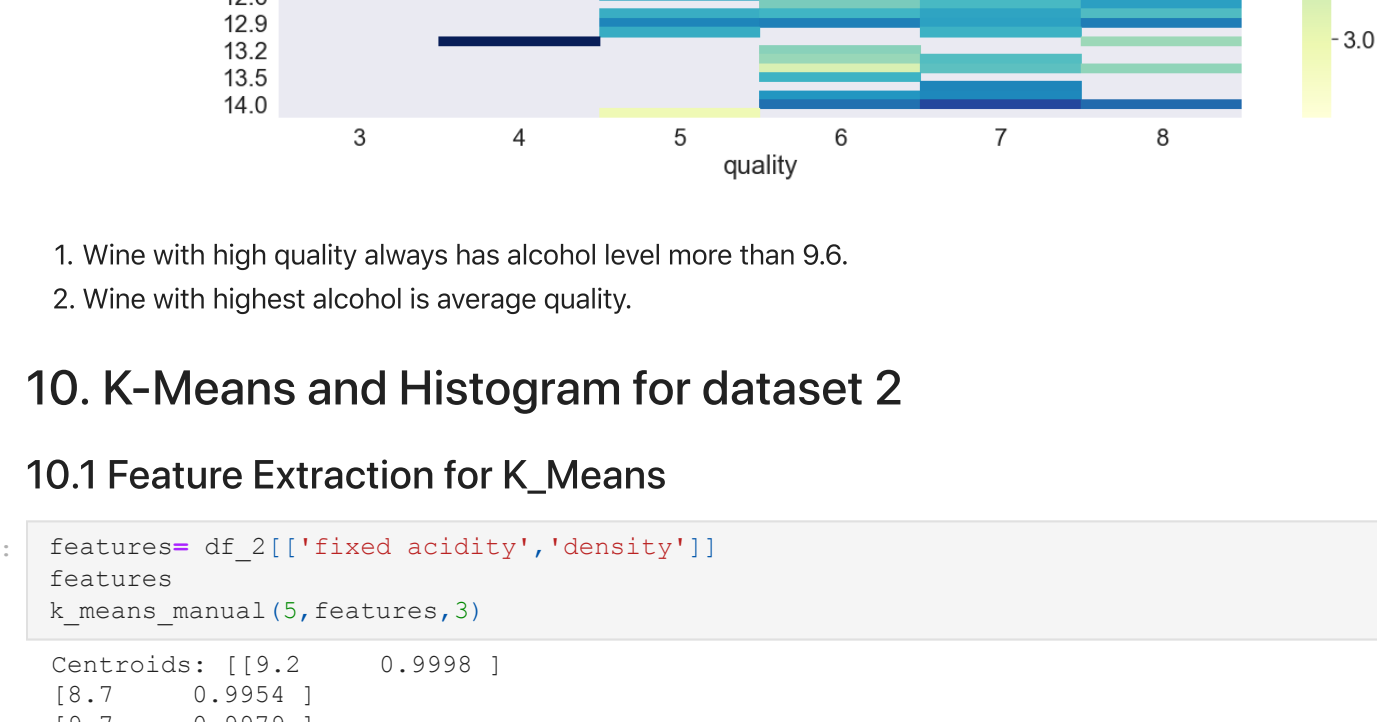 12.9
3.0
13.2
13.5
14.0
3 4 5 6 7 8
quality
1. Wine with high quality always has alcohol level more than 9.6.
2. Wine with highest alcohol is average quality.
10. K-Means and Histogram for dataset 2
10.1 Feature Extraction for K_Means
:
features= df_2[['fixed acidity','density']]
features
k_means_manual(5,features,3)
Centroids: [[9.2 0.9998 ]
[8.7 0.9954 ]